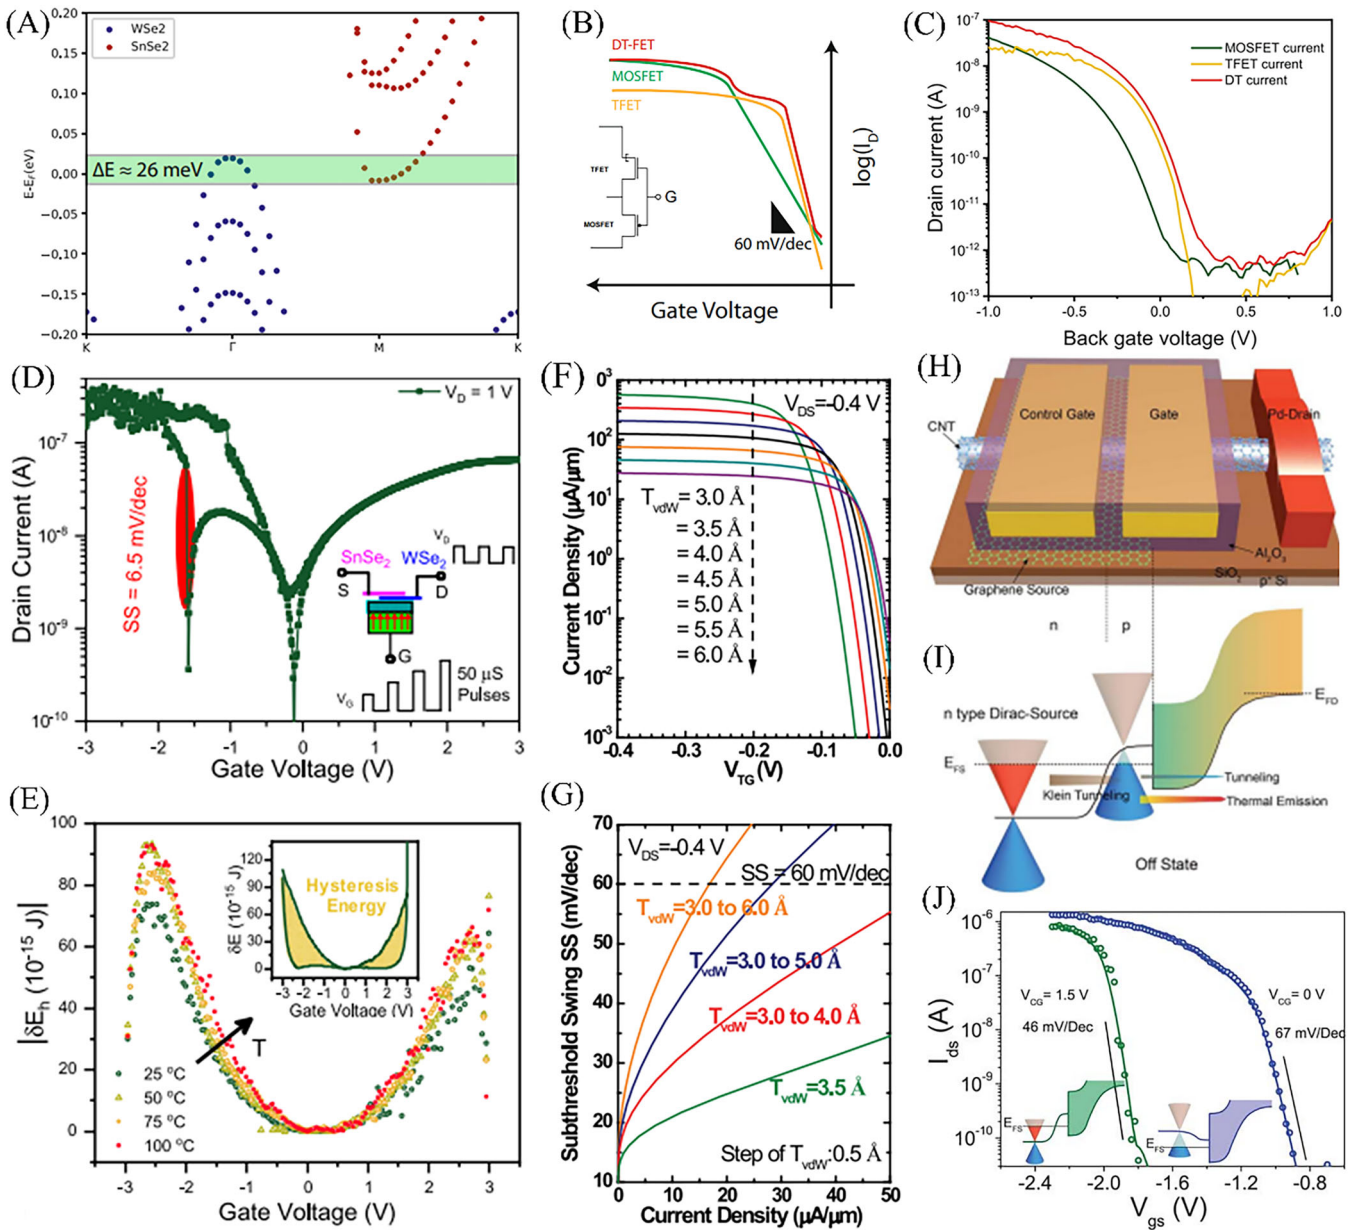 (A)
0.20
0.15
0.10
0.05
0.00
−0.05
−0.10
−0.15
−0.20
E-Ef(eV)
WSe2
SnSe2
ΔE ≈ 26 meV
K
Γ
M
K
(B)
DT-FET
MOSFET
TFET
TFET
MOSFET
G
60 mV/dec
log(I_D)
Gate Voltage
(C)
10^-7
10^-8
10^-9
10^-10
10^-11
10^-12
10^-13
Drain current (A)
MOSFET current
TFET current
DT current
-1.0
-0.5
0.0
0.5
1.0
Back gate voltage (V)
(D)
V_D = 1 V
10^-7
10^-8
10^-9
10^-10
Drain Current (A)
SS = 6.5 mV/dec
SnSe2
WSe2
V_D
S
D
G
V_G
50 µS
Pulses
-3
-2
-1
0
1
2
3
Gate Voltage (V)
(F)
0^3
10^2
10^1
10^0
10^-1
10^-2
10^-3
Current Density (µA/µm)
V_DS=-0.4 V
T_vdW= 3.0 Å
= 3.5 Å
= 4.0 Å
= 4.5 Å
= 5.0 Å
= 5.5 Å
= 6.0 Å
-0.4
-0.3
-0.2
-0.1
0.0
V_TG(V)
(H)
Control Gate
Gate
Pd-Drain
CNT
Al2O3
SiO2
p+ Si
Graphene Source
n
p
(I)
n type Dirac-Source
E_FD
E_FS
Tunneling
Klein Tunneling
Thermal Emission
Off State
(E)
100
80
60
40
20
0
|δE_h (10^-15 J)|
120
90
60
30
0
δE (10^-15 J)
Hysteresis
Energy
-3
-2
-1
0
1
2
3
Gate Voltage (V)
T
25 °C
50 °C
75 °C
100 °C
-3
-2
-1
0
1
2
3
Gate Voltage (V)
(G)
70
60
50
40
30
20
10
Subthreshold Swing SS (mV/dec)
V_DS=-0.4 V
SS = 60 mV/dec
T_vdW=3.0 to 6.0 Å
T_vdW=3.0 to 5.0 Å
T_vdW=3.0 to 4.0 Å
T_vdW=3.5 Å
Step of T_vdW:0.5 Å
0
10
20
30
40
50
Current Density (µA/µm)
(J)
10^-6
10^-7
10^-8
10^-9
10^-10
I_ds (A)
V_CG= 1.5 V
46 mV/Dec
V_CG= 0 V
67 mV/Dec
E_FS
E_FS
-2.4
-2.0
-1.6
-1.2
-0.8
V_gs (V)